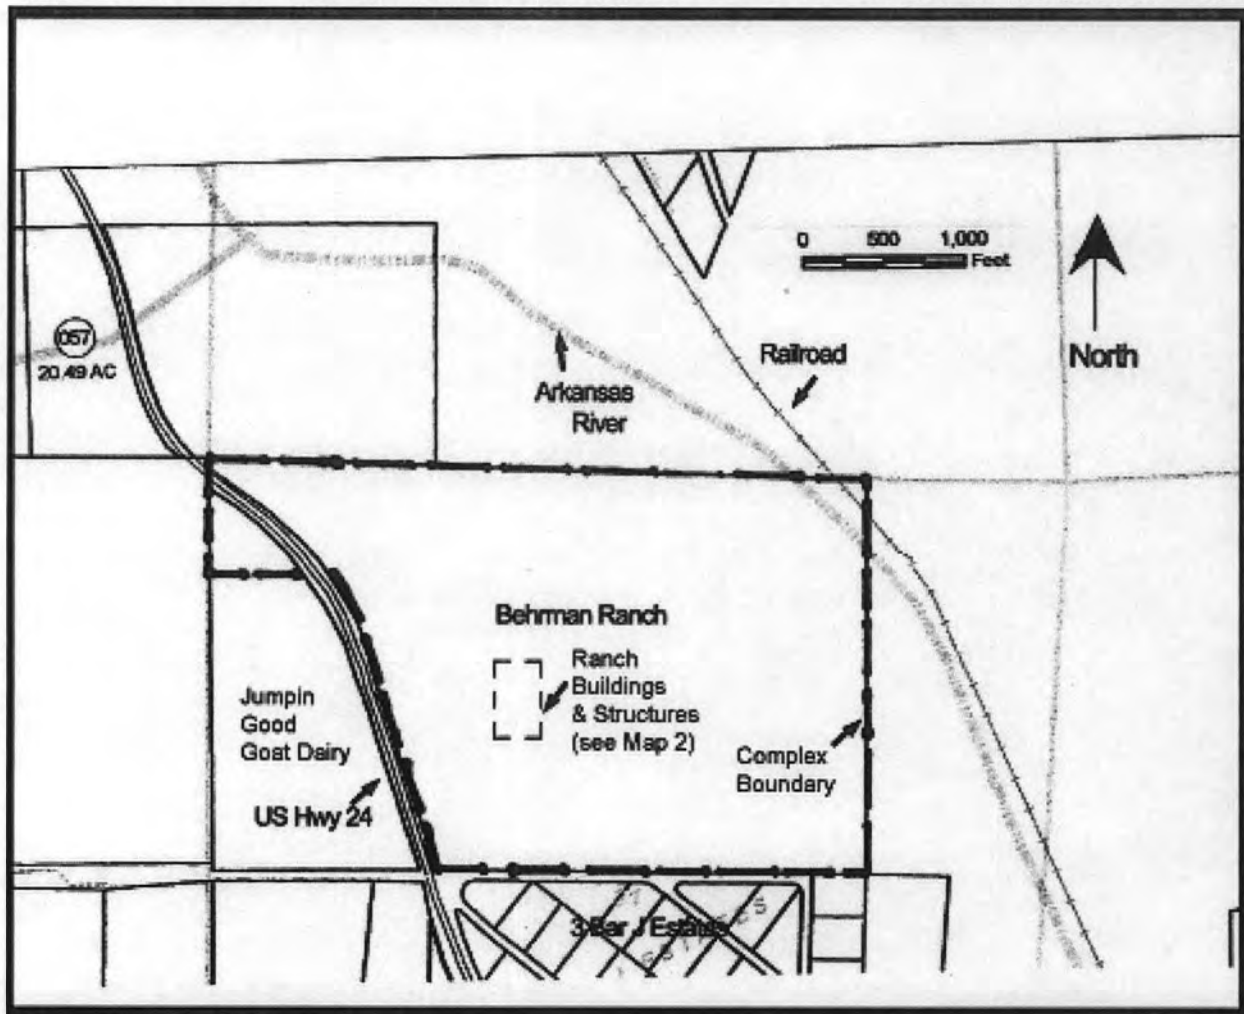 0 500 1,000
Feet
North
Railroad
057
20.49 AC
Arkansas
River
Behrman Ranch
Ranch
Buildings
& Structures
(see Map 2)
Jumpin
Good
Goat Dairy
Complex
Boundary
US Hwy 24
3 Bar J Estates